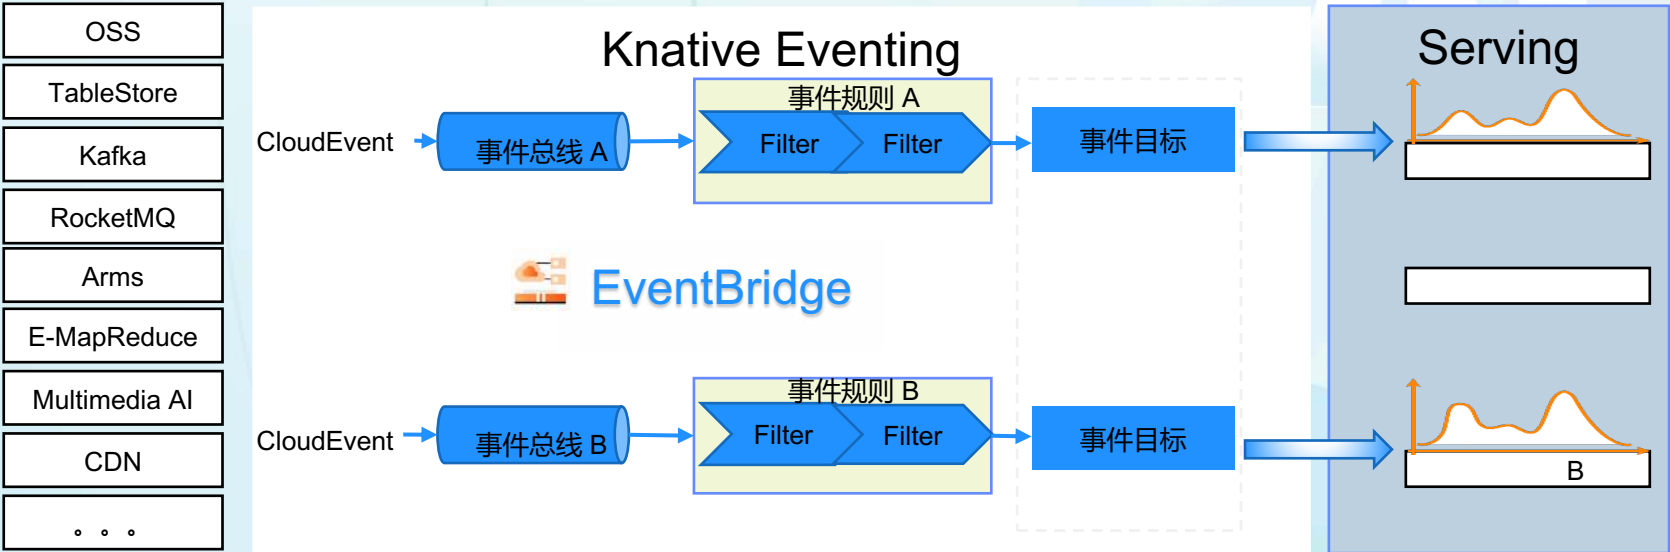 OSS
TableStore
Kafka
RocketMQ
Arms
E-MapReduce
Multimedia AI
CDN
。。。
Knative Eventing
CloudEvent
事件总线 A
事件规则 A
Filter
Filter
事件目标
EventBridge
CloudEvent
事件总线 B
事件规则 B
Filter
Filter
事件目标
Serving
B